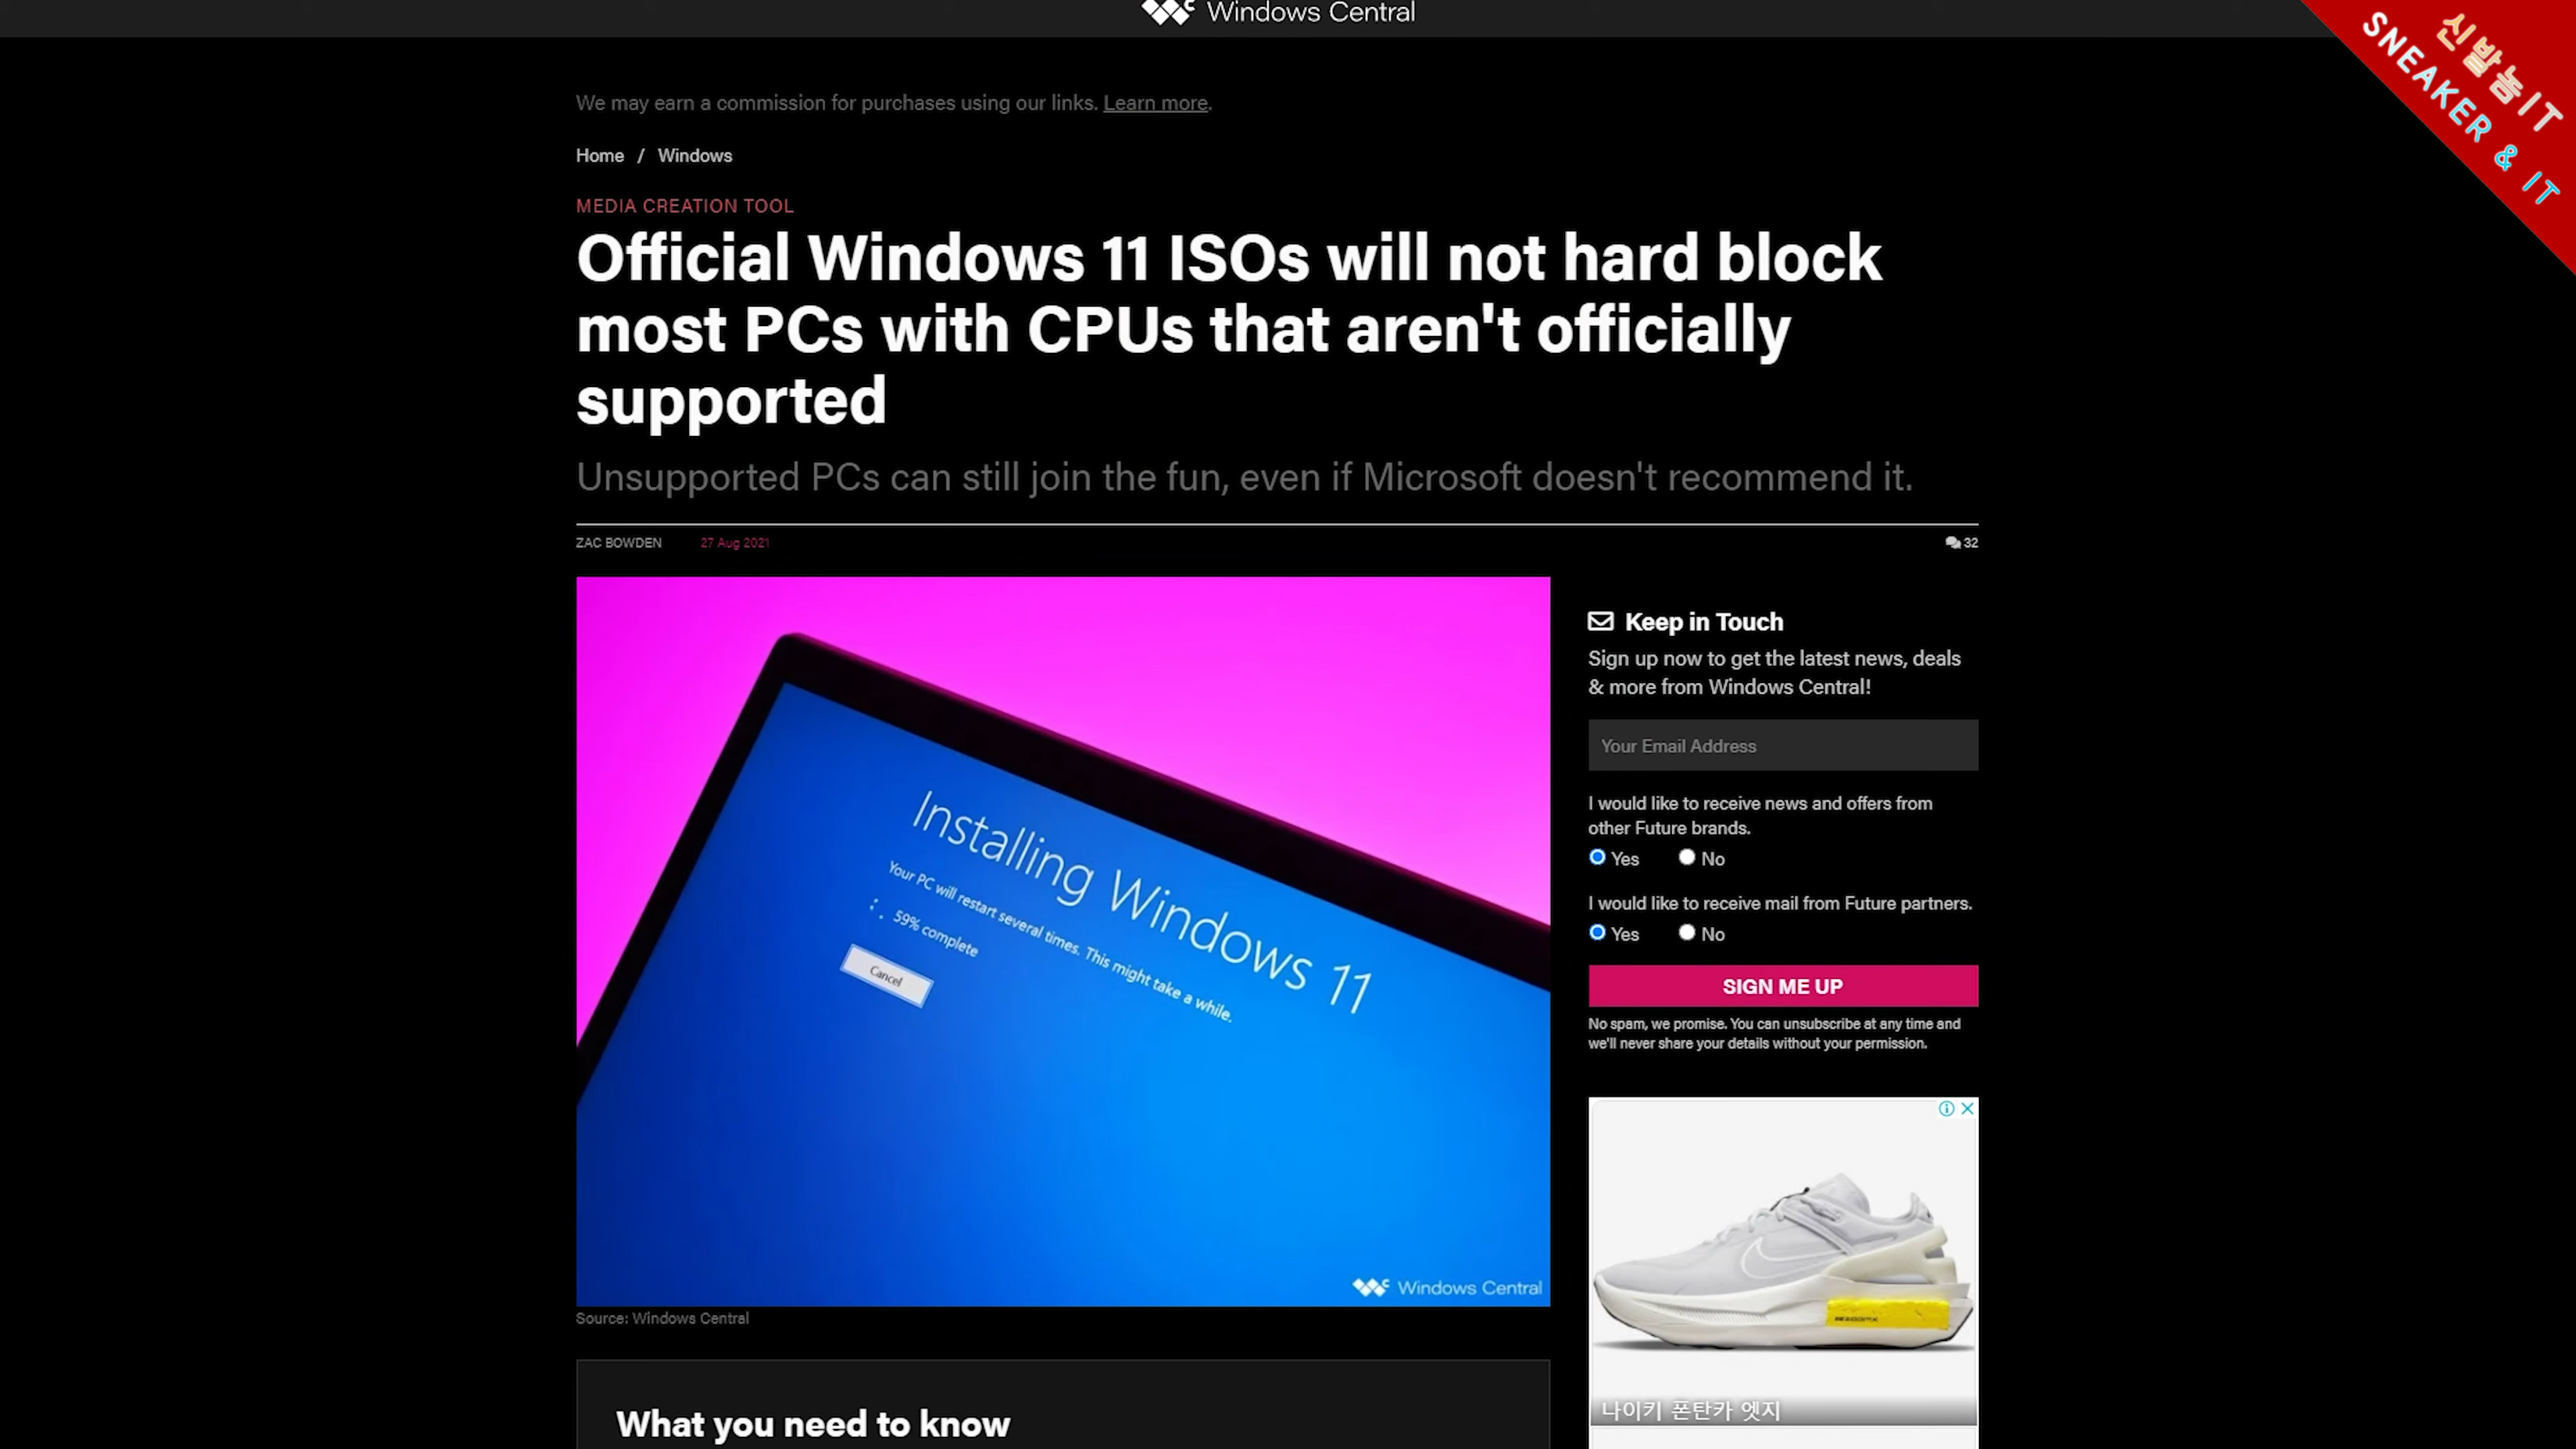 Windows Central
신발놈IT
SNEAKER & IT
We may earn a commission for purchases using our links. Learn more.
Home / Windows
MEDIA CREATION TOOL
Official Windows 11 ISOs will not hard block
most PCs with CPUs that aren't officially
supported
Unsupported PCs can still join the fun, even if Microsoft doesn't recommend it.
ZAC BOWDEN 27 Aug 2021 32
Installing Windows 11
Your PC will restart several times. This might take a while.
59% complete
Cancel
Windows Central
Source: Windows Central
What you need to know
Keep in Touch
Sign up now to get the latest news, deals
& more from Windows Central!
Your Email Address
I would like to receive news and offers from
other Future brands.
Yes No
I would like to receive mail from Future partners.
Yes No
SIGN ME UP
No spam, we promise. You can unsubscribe at any time and
we'll never share your details without your permission.
나이키 폰탄카 엣지